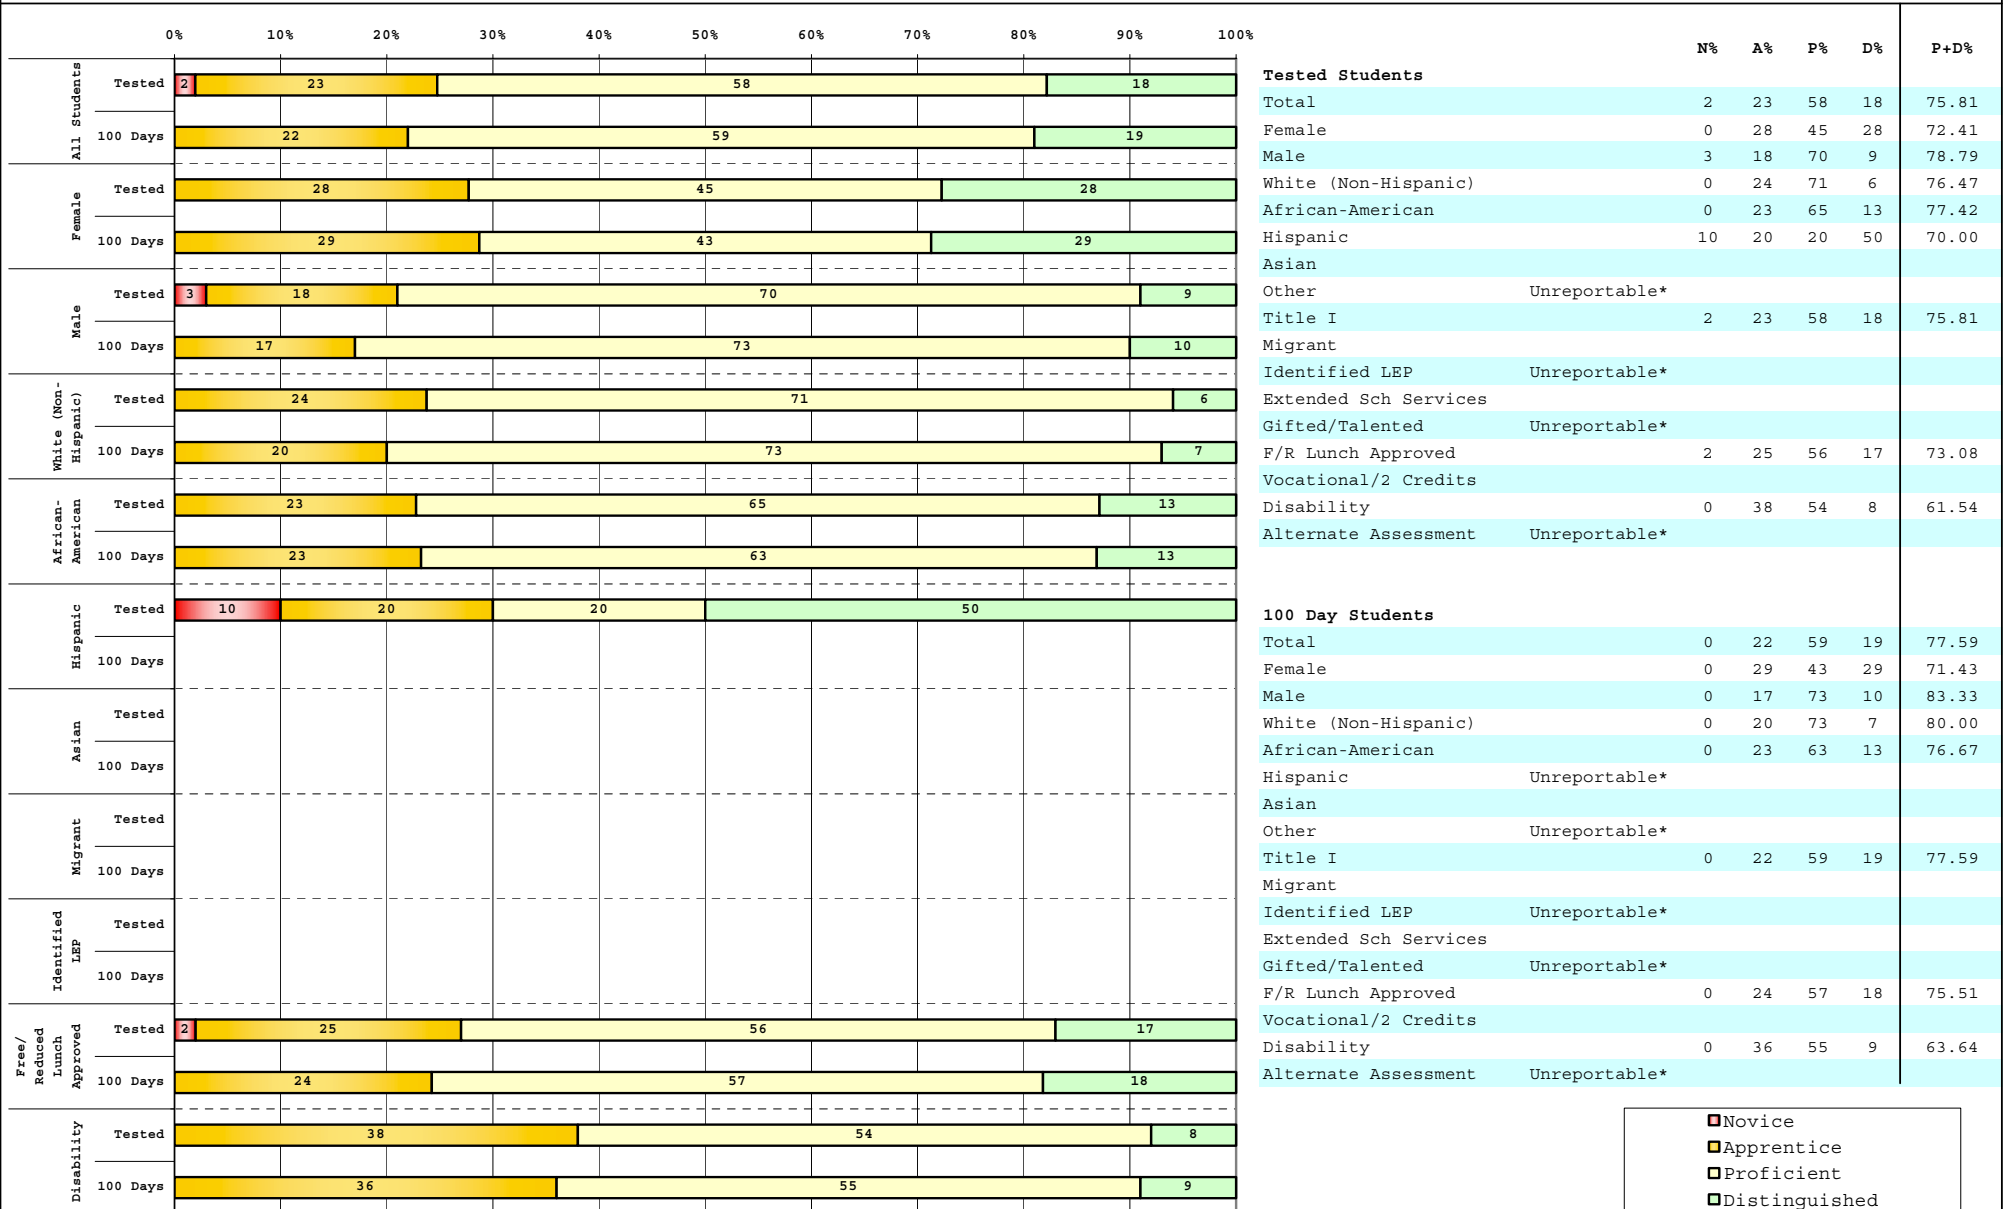 0% 10% 20% 30% 40% 50% 60% 70% 80% 90% 100%
All Students
Tested 2 23 58 18
100 Days 22 59 19
Female
Tested 28 45 28
100 Days 29 43 29
Male
Tested 3 18 70 9
100 Days 17 73 10
White (Non-
Hispanic)
Tested 24 71 6
100 Days 20 73 7
African-
American
Tested 23 65 13
100 Days 23 63 13
Hispanic
Tested 10 20 20 50
100 Days
Asian
Tested
100 Days
Migrant
Tested
100 Days
Identified
LEP
Tested
100 Days
Free/
Reduced
Lunch
Approved
Tested 2 25 56 17
100 Days 24 57 18
Disability
Tested 38 54 8
100 Days 36 55 9
N% A% P% D% P+D%
Tested Students
Total 2 23 58 18 75.81
Female 0 28 45 28 72.41
Male 3 18 70 9 78.79
White (Non-Hispanic) 0 24 71 6 76.47
African-American 0 23 65 13 77.42
Hispanic 10 20 20 50 70.00
Asian
Other Unreportable*
Title I 2 23 58 18 75.81
Migrant
Identified LEP Unreportable*
Extended Sch Services
Gifted/Talented Unreportable*
F/R Lunch Approved 2 25 56 17 73.08
Vocational/2 Credits
Disability 0 38 54 8 61.54
Alternate Assessment Unreportable*
100 Day Students
Total 0 22 59 19 77.59
Female 0 29 43 29 71.43
Male 0 17 73 10 83.33
White (Non-Hispanic) 0 20 73 7 80.00
African-American 0 23 63 13 76.67
Hispanic Unreportable*
Asian
Other Unreportable*
Title I 0 22 59 19 77.59
Migrant
Identified LEP Unreportable*
Extended Sch Services
Gifted/Talented Unreportable*
F/R Lunch Approved 0 24 57 18 75.51
Vocational/2 Credits
Disability 0 36 55 9 63.64
Alternate Assessment Unreportable*
Novice
Apprentice
Proficient
Distinguished